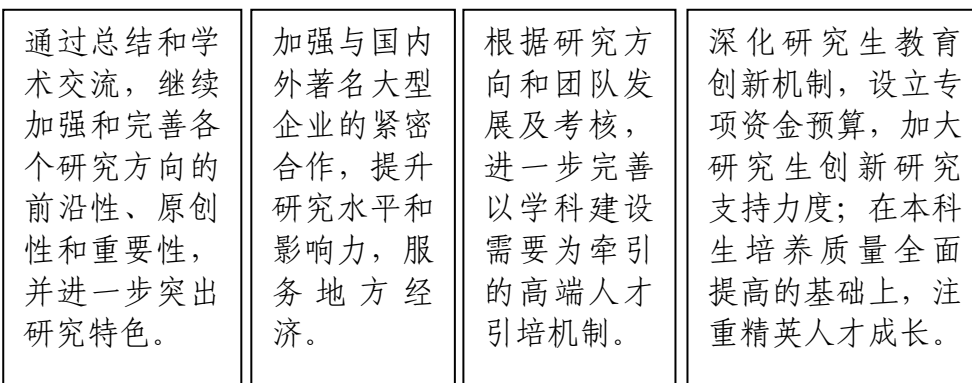 通过总结和学
术交流，继续
加强和完善各
个研究方向的
前沿性、原创
性和重要性，
并进一步突出
研究特色。
加强与国内
外著名大型
企业的紧密
合作，提升
研究水平和
影响力，服
务地方经
济。
根据研究方
向和团队发
展及考核，
进一步完善
以学科建设
需要为牵引
的高端人才
引培机制。
深化研究生教育
创新机制，设立专
项资金预算，加大
研究生创新研究
支持力度；在本科
生培养质量全面
提高的基础上，注
重精英人才成长。